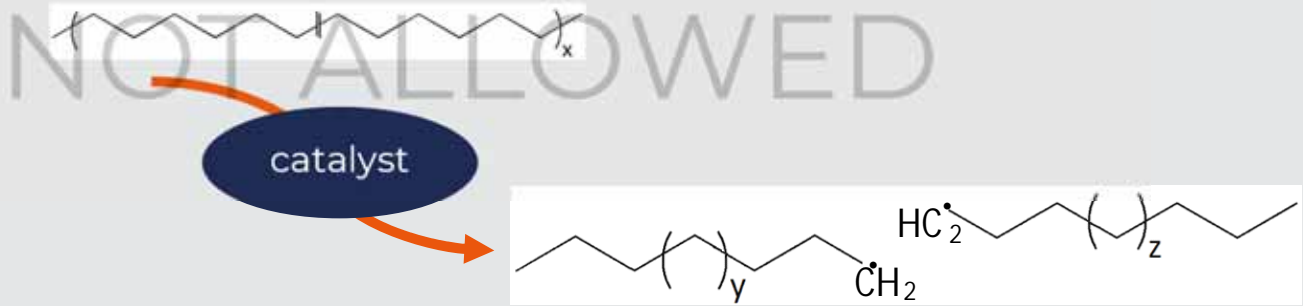 NOT ALLOWED
x
catalyst
HC₂
z
y
CH₂